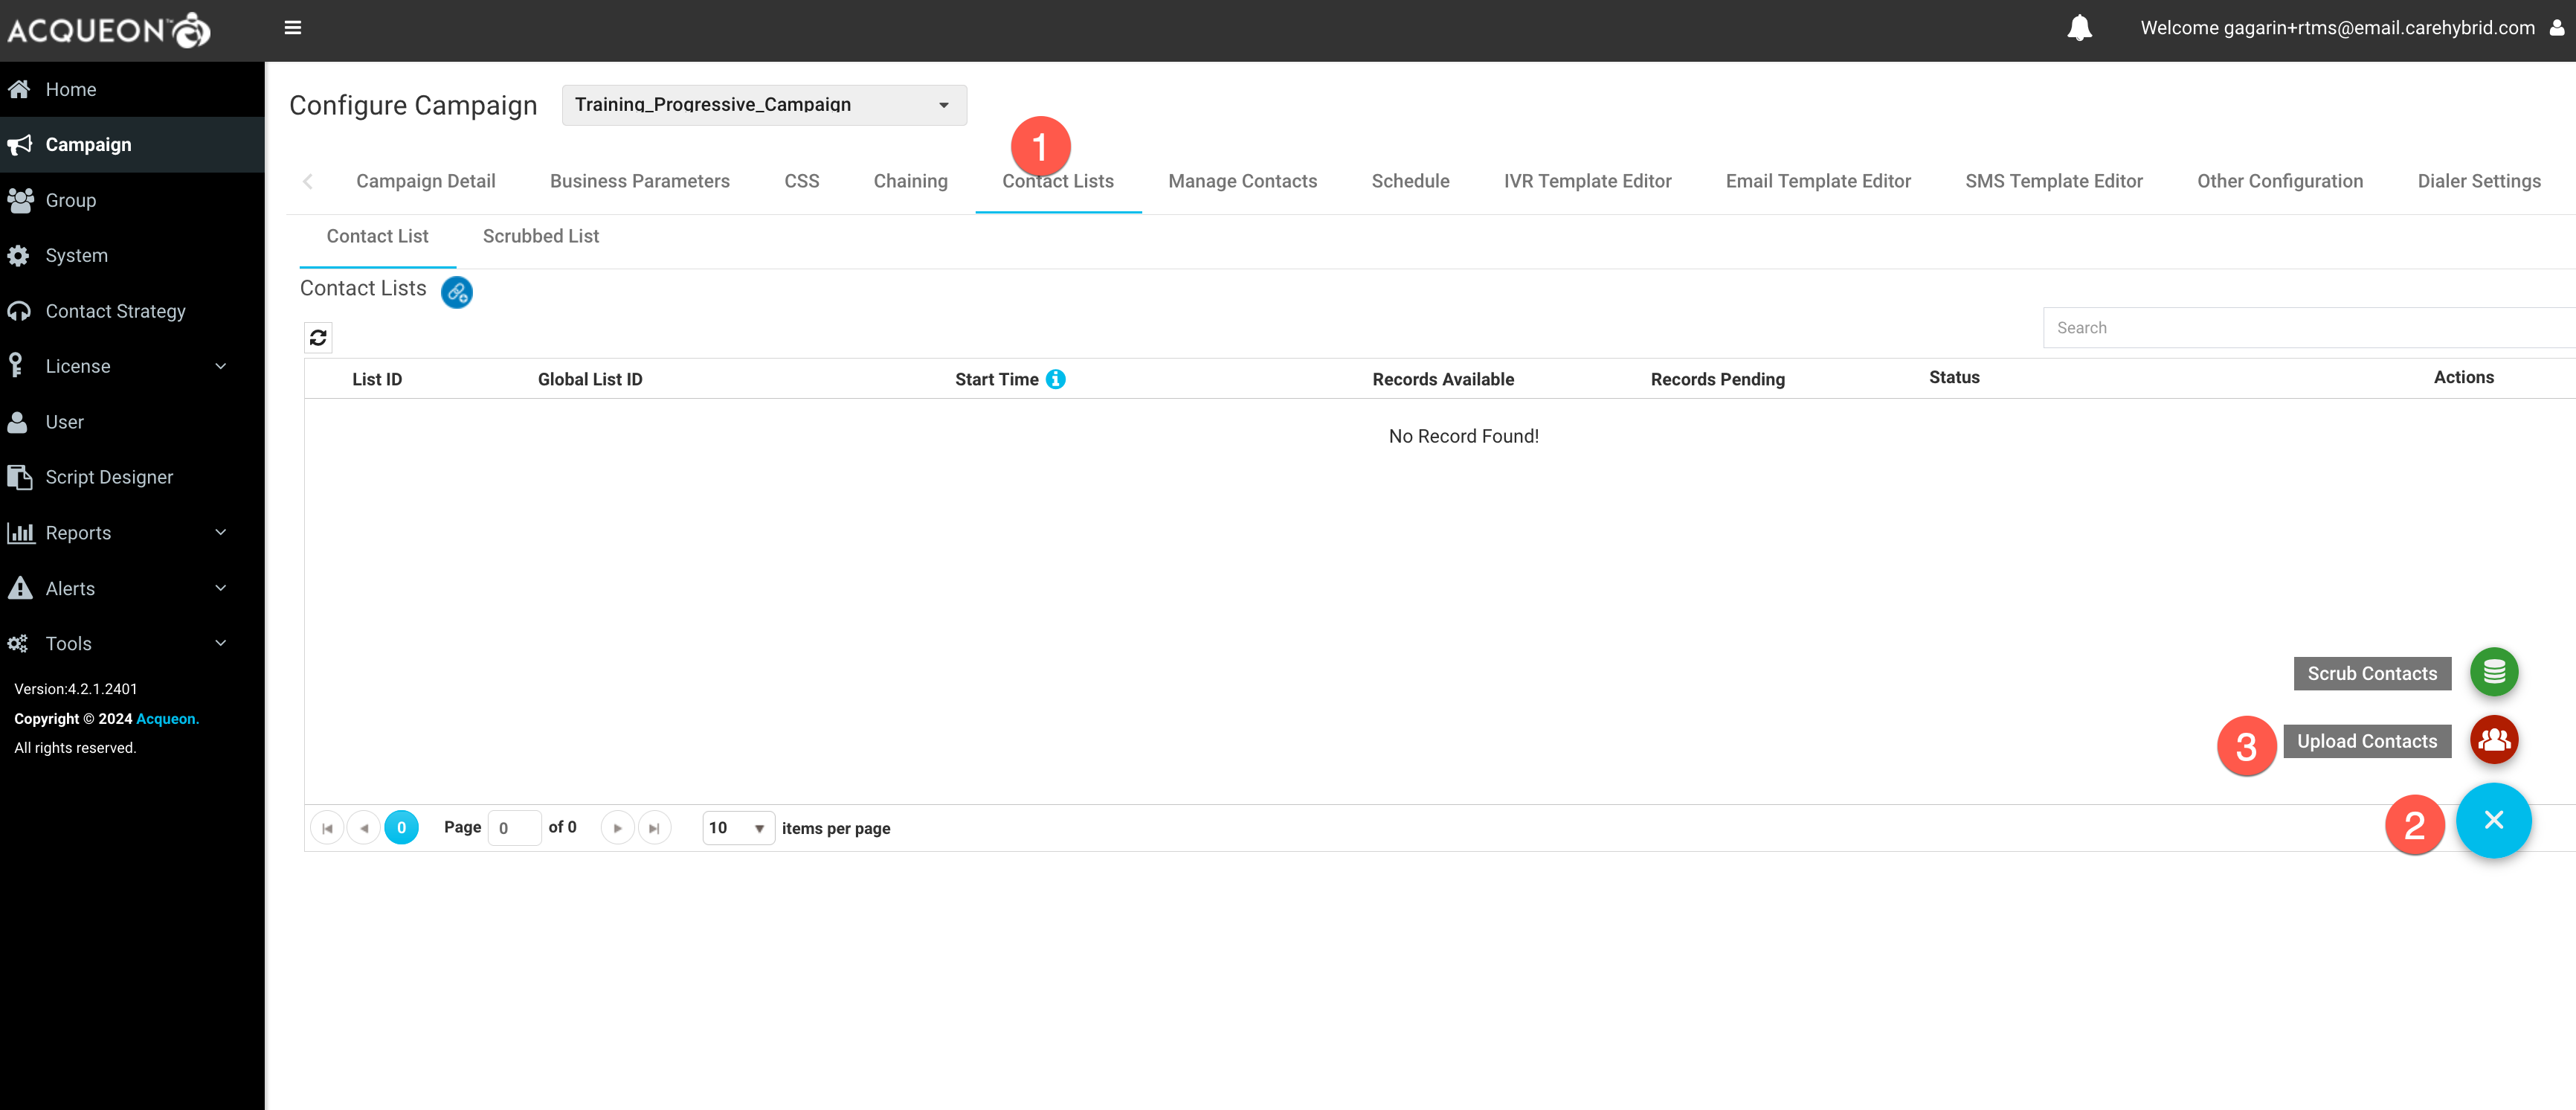 ACQUEON™
Welcome gagarin+rtms@email.carehybrid.com
Home
Campaign
Group
System
Contact Strategy
License
User
Script Designer
Reports
Alerts
Tools
Version:4.2.1.2401
Copyright © 2024 Acqueon.
All rights reserved.
Configure Campaign Training_Progressive_Campaign
1
Campaign Detail Business Parameters CSS Chaining Contact Lists Manage Contacts Schedule IVR Template Editor Email Template Editor SMS Template Editor Other Configuration Dialer Settings
Contact List Scrubbed List
Contact Lists
Search
List ID Global List ID Start Time i Records Available Records Pending Status Actions
No Record Found!
Scrub Contacts
3 Upload Contacts
2
0 Page 0 of 0 10 items per page